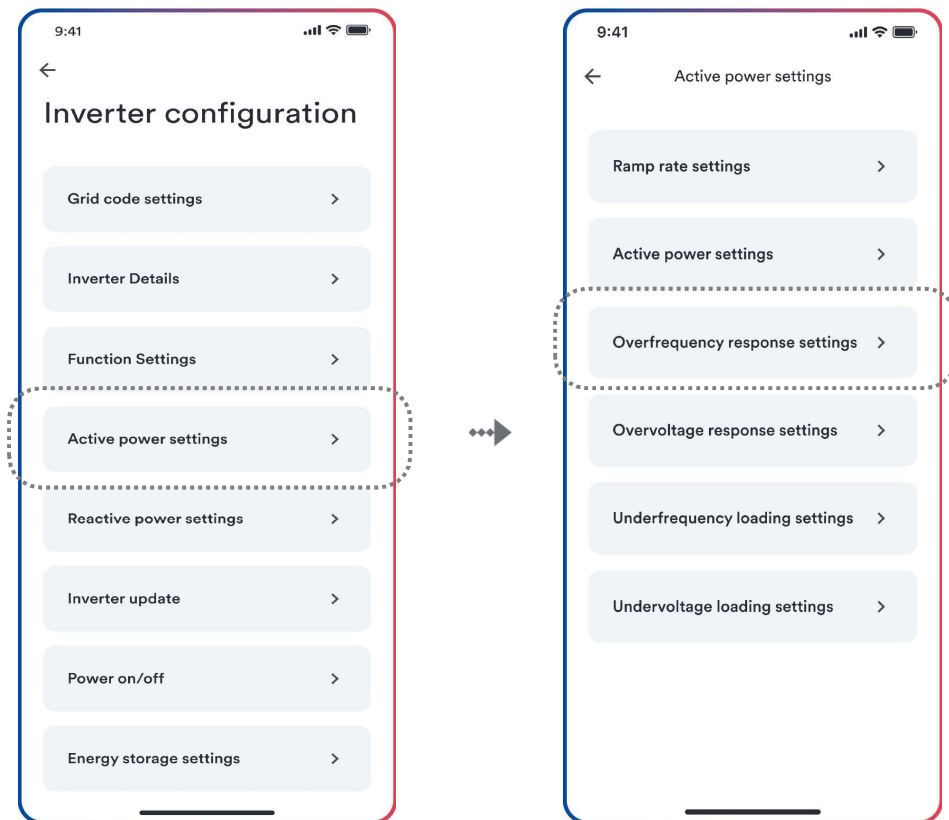 9:41
Inverter configuration
Grid code settings
Inverter Details
Function Settings
Active power settings
Reactive power settings
Inverter update
Power on/off
Energy storage settings
9:41
Active power settings
Ramp rate settings
Active power settings
Overfrequency response settings
Overvoltage response settings
Underfrequency loading settings
Undervoltage loading settings